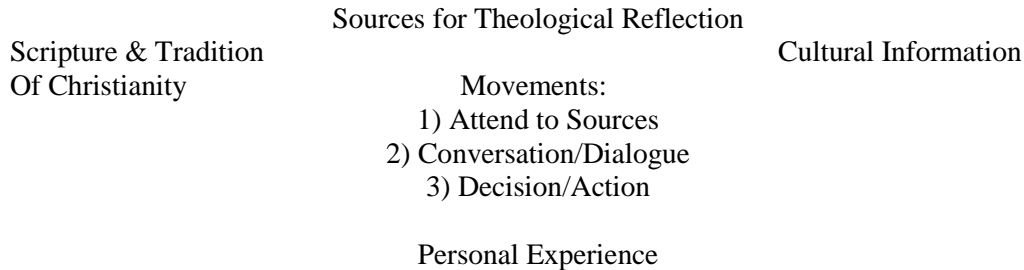 Sources for Theological Reflection
Scripture & Tradition Cultural Information
Of Christianity Movements:
1) Attend to Sources
2) Conversation/Dialogue
3) Decision/Action
Personal Experience